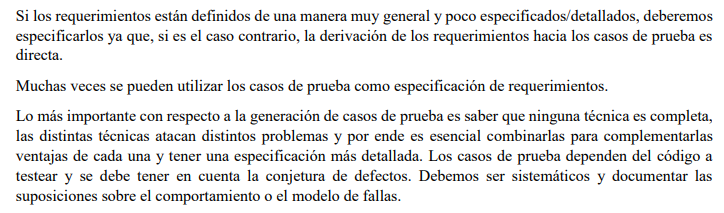 Si los requerimientos están definidos de una manera muy general y poco especificados/detallados, deberemos
especificarlos ya que, si es el caso contrario, la derivación de los requerimientos hacia los casos de prueba es
directa.
Muchas veces se pueden utilizar los casos de prueba como especificación de requerimientos.
Lo más importante con respecto a la generación de casos de prueba es saber que ninguna técnica es completa,
las distintas técnicas atacan distintos problemas y por ende es esencial combinarlas para complementarlas
ventajas de cada una y tener una especificación más detallada. Los casos de prueba dependen del código a
testear y se debe tener en cuenta la conjetura de defectos. Debemos ser sistemáticos y documentar las
suposiciones sobre el comportamiento o el modelo de fallas.